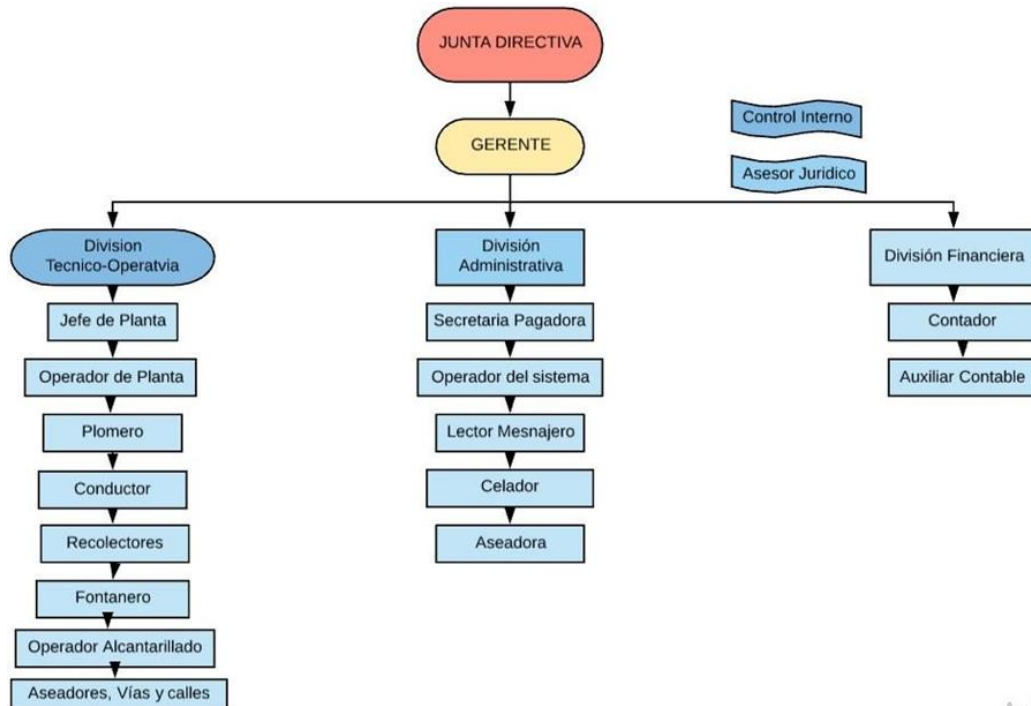 JUNTA DIRECTIVA
GERENTE
Control Interno
Asesor Juridico
Division
Tecnico-Operatvia
Jefe de Planta
Operador de Planta
Plomero
Conductor
Recolectores
Fontanero
Operador Alcantarillado
Aseadores, Vías y calles
División
Administrativa
Secretaria Pagadora
Operador del sistema
Lector Mesnajero
Celador
Aseadora
División Financiera
Contador
Auxiliar Contable